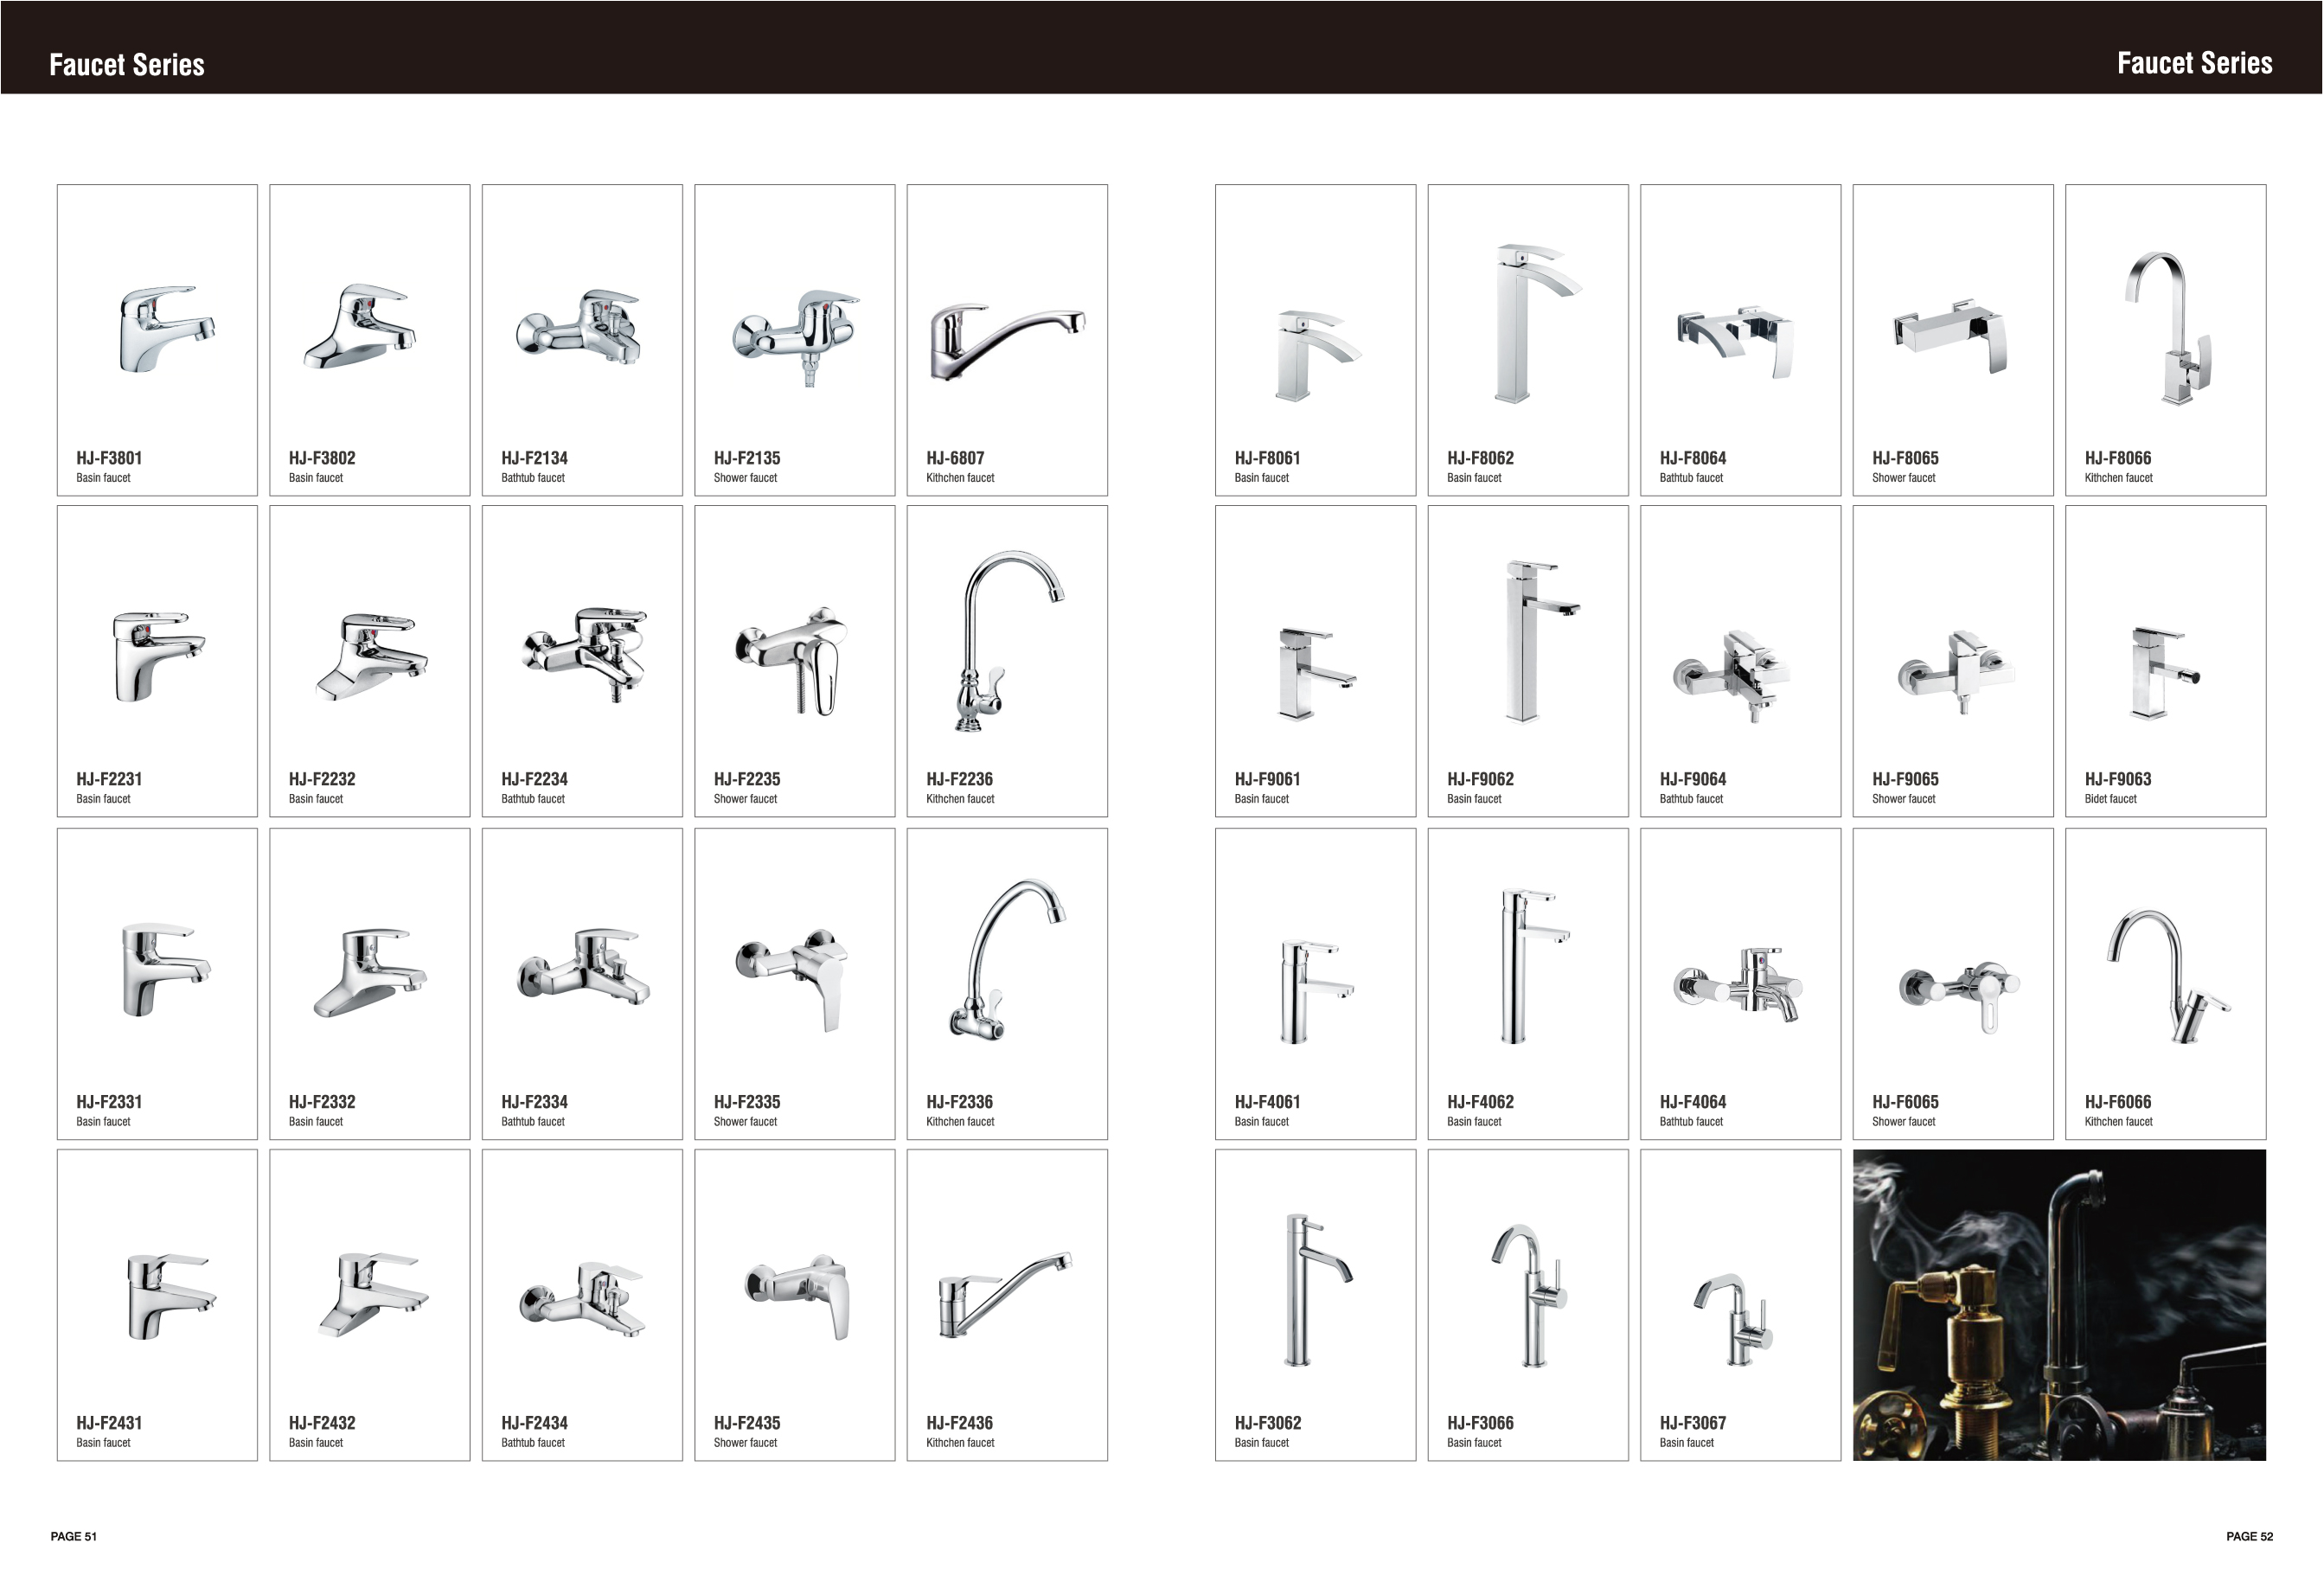 Faucet Series
Faucet Series
HJ-F3801
Basin faucet
HJ-F3802
Basin faucet
HJ-F2134
Bathtub faucet
HJ-F2135
Shower faucet
HJ-6807
Kithchen faucet
HJ-F2231
Basin faucet
HJ-F2232
Basin faucet
HJ-F2234
Bathtub faucet
HJ-F2235
Shower faucet
HJ-F2236
Kithchen faucet
HJ-F2331
Basin faucet
HJ-F2332
Basin faucet
HJ-F2334
Bathtub faucet
HJ-F2335
Shower faucet
HJ-F2336
Kithchen faucet
HJ-F2431
Basin faucet
HJ-F2432
Basin faucet
HJ-F2434
Bathtub faucet
HJ-F2435
Shower faucet
HJ-F2436
Kithchen faucet
PAGE 51
HJ-F8061
Basin faucet
HJ-F8062
Basin faucet
HJ-F8064
Bathtub faucet
HJ-F8065
Shower faucet
HJ-F8066
Kithchen faucet
HJ-F9061
Basin faucet
HJ-F9062
Basin faucet
HJ-F9064
Bathtub faucet
HJ-F9065
Shower faucet
HJ-F9063
Bidet faucet
HJ-F4061
Basin faucet
HJ-F4062
Basin faucet
HJ-F4064
Bathtub faucet
HJ-F6065
Shower faucet
HJ-F6066
Kithchen faucet
HJ-F3062
Basin faucet
HJ-F3066
Basin faucet
HJ-F3067
Basin faucet
PAGE 52